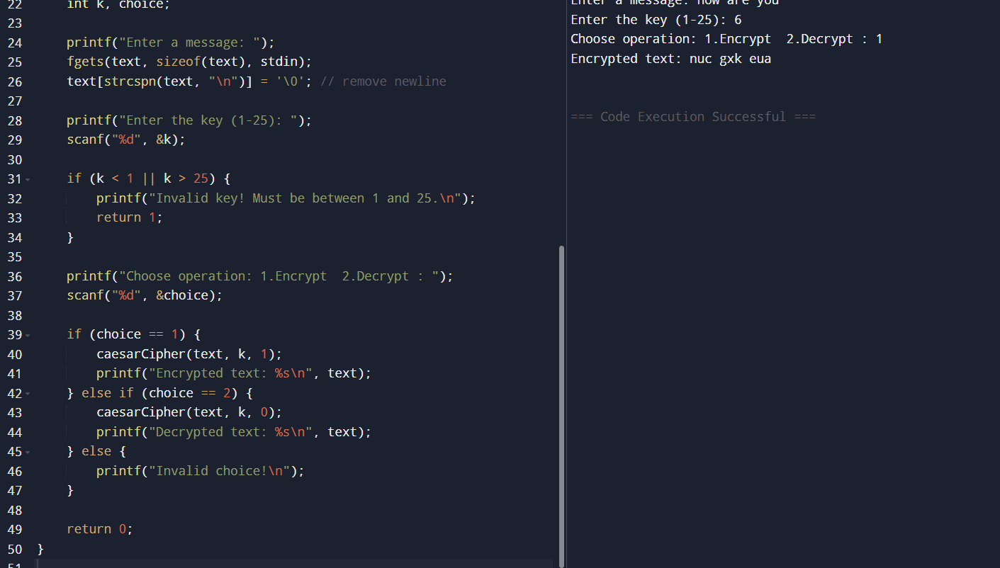 22 int k, choice;
23
24 printf("Enter a message: ");
25 fgets(text, sizeof(text), stdin);
26 text[strcspn(text, "\n")] = '\0'; // remove newline
27
28 printf("Enter the key (1-25): ");
29 scanf("%d", &k);
30
31 if (k < 1 || k > 25) {
32 printf("Invalid key! Must be between 1 and 25.\n");
33 return 1;
34 }
35
36 printf("Choose operation: 1.Encrypt  2.Decrypt : ");
37 scanf("%d", &choice);
38
39 if (choice == 1) {
40 caesarCipher(text, k, 1);
41 printf("Encrypted text: %s\n", text);
42 } else if (choice == 2) {
43 caesarCipher(text, k, 0);
44 printf("Decrypted text: %s\n", text);
45 } else {
46 printf("Invalid choice!\n");
47 }
48
49 return 0;
50 }
51
Enter a message: how are you
Enter the key (1-25): 6
Choose operation: 1.Encrypt  2.Decrypt : 1
Encrypted text: nuc gxk eua
=== Code Execution Successful ===